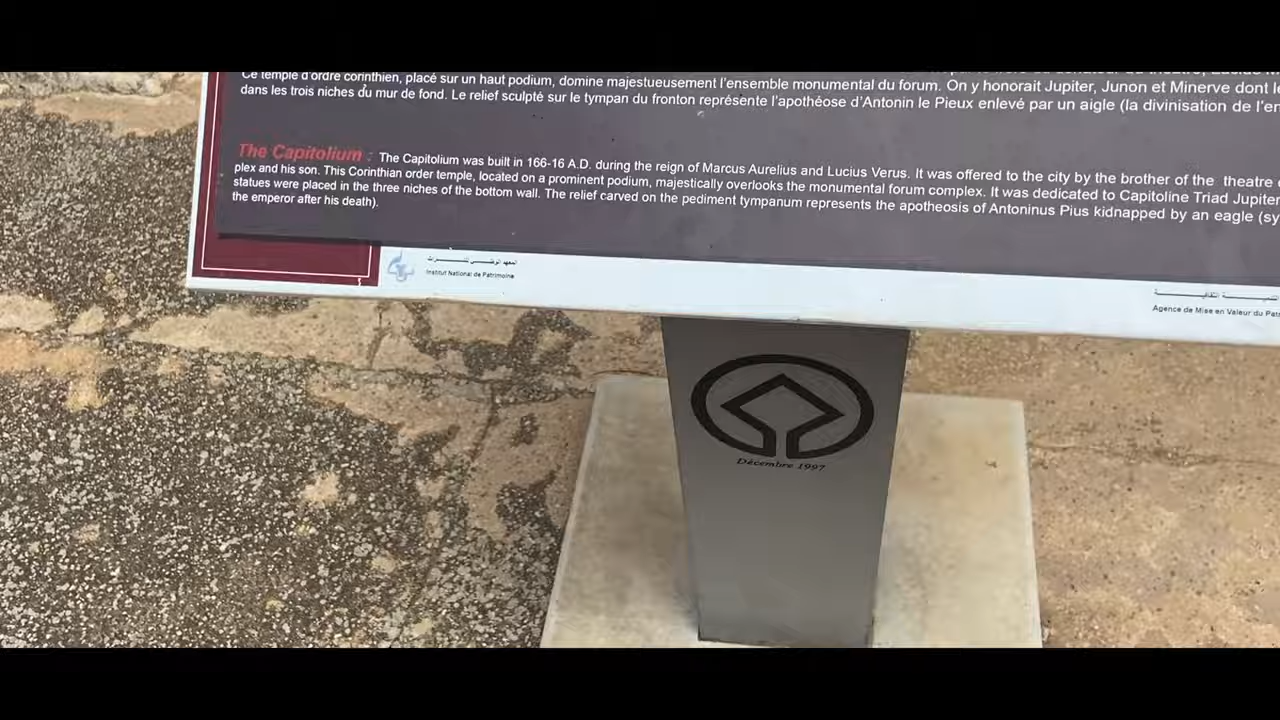 Ce temple d'ordre corinthien, placé sur un haut podium, domine majestueusement l'ensemble monumental du forum. On y honorait Jupiter, Junon et Minerve dont
dans les trois niches du mur de fond. Le relief sculpté sur le tympan du fronton représente l'apothéose d'Antonin le Pieux enlevé par un aigle (la divinisation de
The Capitolium : The Capitolium was built in 166-16 A.D. during the reign of Marcus Aurelius and Lucius Verus. It was offered to the city by the brother of the theatre
plex and his son. This Corinthian order temple, located on a prominent podium, majestically overlooks the monumental forum complex. It was dedicated to Capitoline Triad Jupiter
statues were placed in the three niches of the bottom wall. The relief carved on the pediment tympanum represents the apotheosis of Antoninus Pius kidnapped by an eagle (sy
the emperor after his death).
المعهد الوطني للتراث
Institut National de Patrimoine
Agence de Mise en Valeur du
Décembre 1997